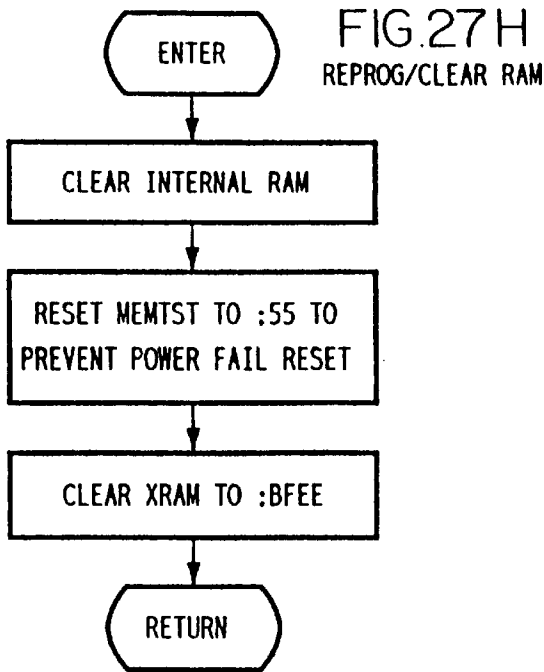 FIG.27H
REPROG/CLEAR RAM
ENTER
CLEAR INTERNAL RAM
RESET MEMTST TO :55 TO
PREVENT POWER FAIL RESET
CLEAR XRAM TO :BFEE
RETURN